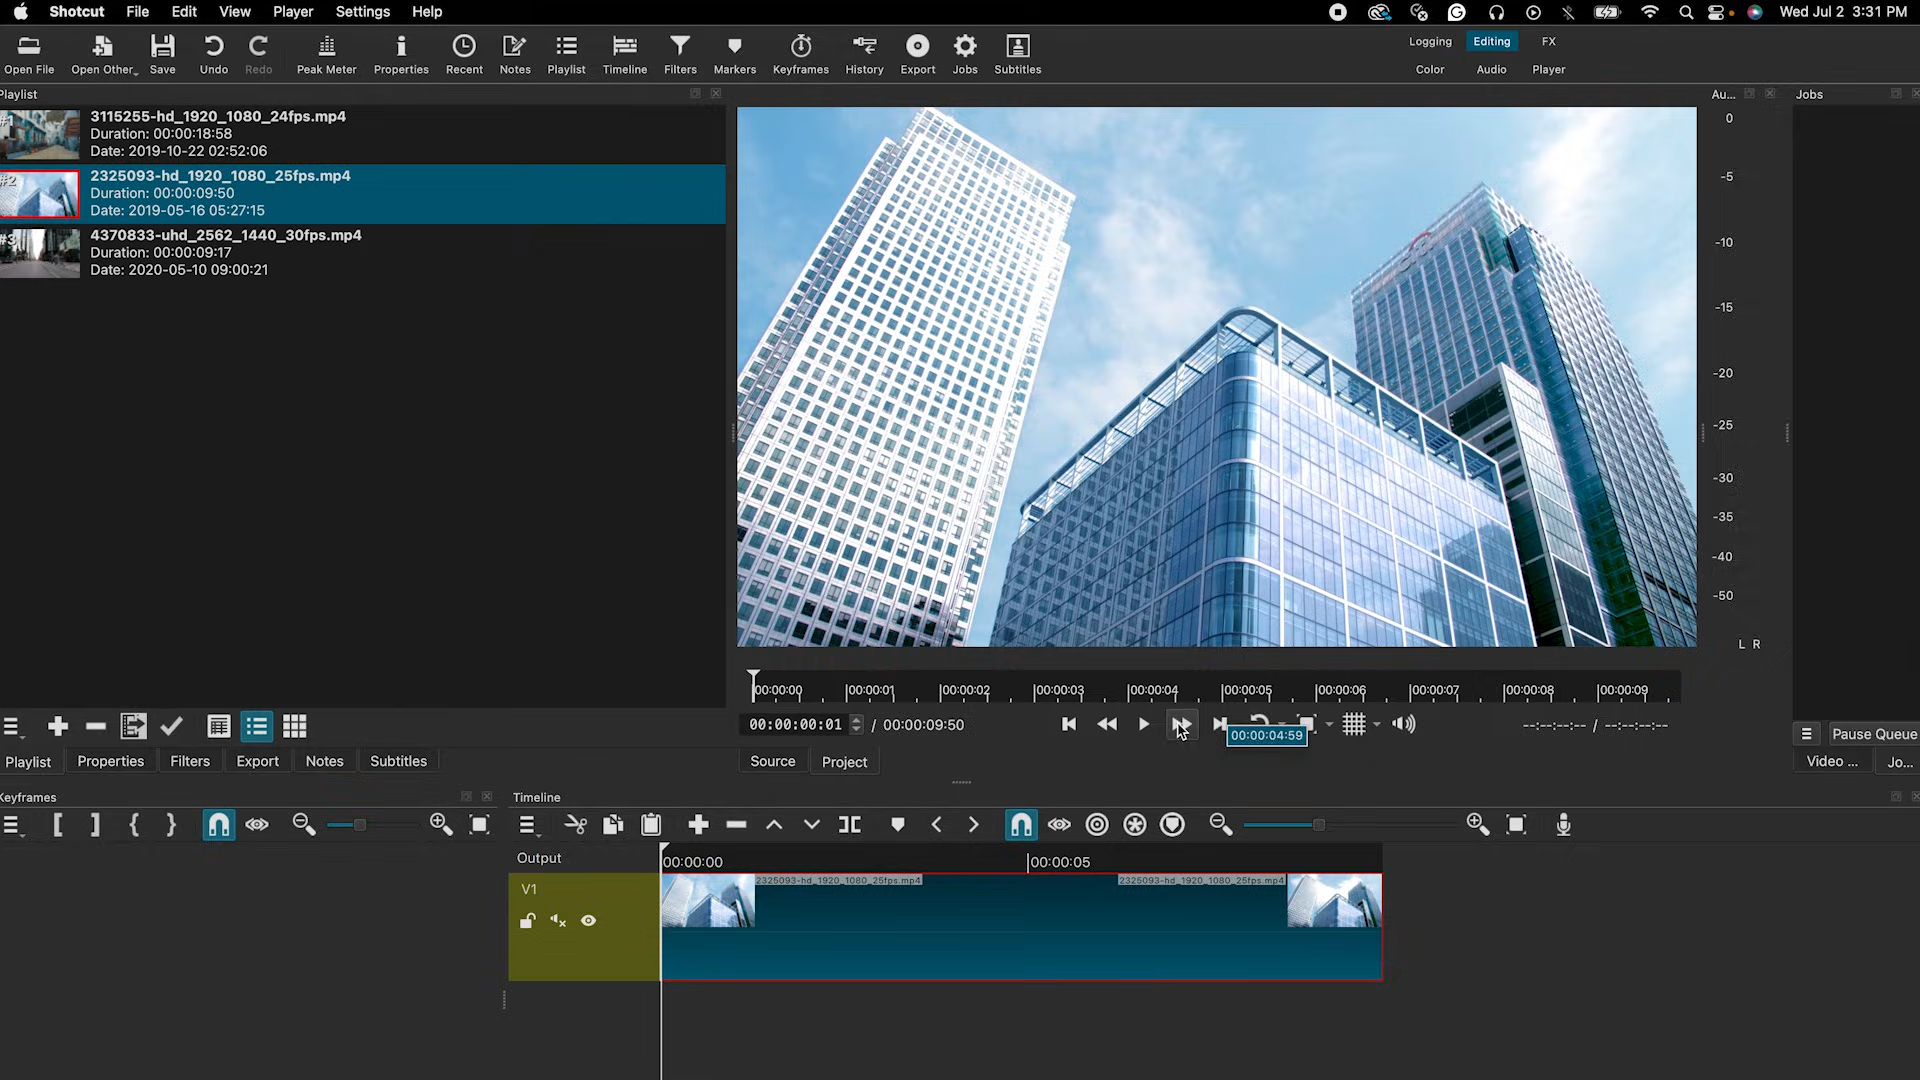 Shotcut File Edit View Player Settings Help Wed Jul 2 3:31 PM
Open File Open Other... Save Undo Redo Peak Meter Properties Recent Notes Playlist Timeline Filters Markers Keyframes History Export Jobs Subtitles
Logging Editing FX
Color Audio Player
Playlist
Au... Jobs
#1 3115255-hd_1920_1080_24fps.mp4
Duration: 00:00:18:58
Date: 2019-10-22 02:52:06
#2 2325093-hd_1920_1080_25fps.mp4
Duration: 00:00:09:50
Date: 2019-05-16 05:27:15
#3 4370833-uhd_2562_1440_30fps.mp4
Duration: 00:00:09:17
Date: 2020-05-10 09:00:21
0
-5
-10
-15
-20
-25
-30
-35
-40
-50
L R
00:00:00 00:00:01 00:00:02 00:00:03 00:00:04 00:00:05 00:00:06 00:00:07 00:00:08 00:00:09
00:00:00:01 / 00:00:09:50 --:--:--:-- / --:--:--:--
00:00:04:59
Pause Queue
Playlist Properties Filters Export Notes Subtitles
Source Project
Video ... Jo...
Keyframes Timeline
Output 00:00:00 00:00:05
V1 2325093-hd_1920_1080_25fps.mp4 2325093-hd_1920_1080_25fps.mp4